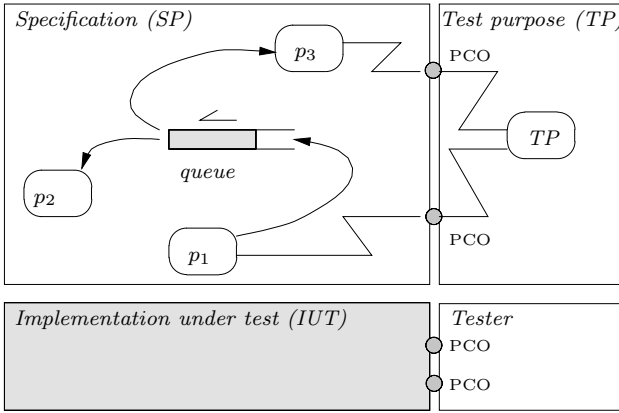 Specification (SP)
Test purpose (TP)
p3
PCO
TP
queue
p2
p1
PCO
Implementation under test (IUT)
Tester
PCO
PCO